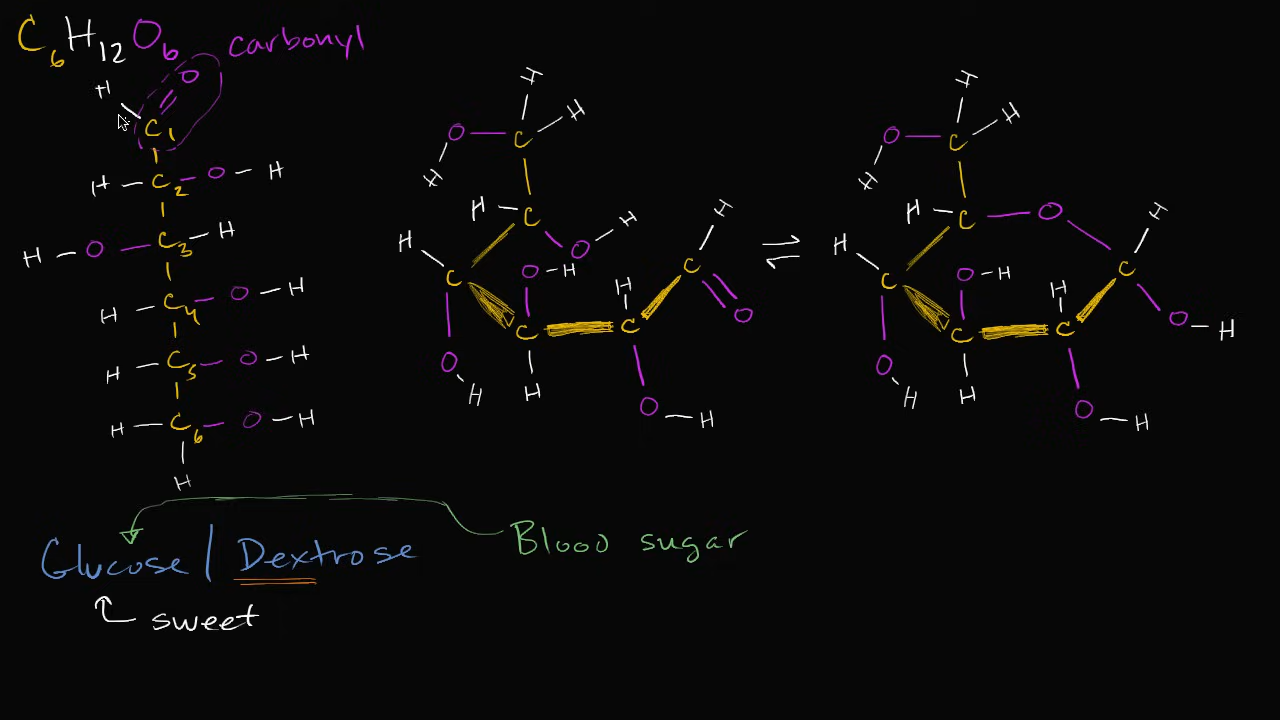 C6H12O6
carbonyl
H O
C1
H C2 O H
H O C3 H
H C4 O H
H C5 O H
H C6 O H
H
H
O C H
H
H C
H O H H
C O H C
H
C O
C
O H H
O H
H
O C H
H
H C O H
H
C O H C
H O H
C C
O H H
O H
Glucose | Dextrose
Blood sugar
sweet